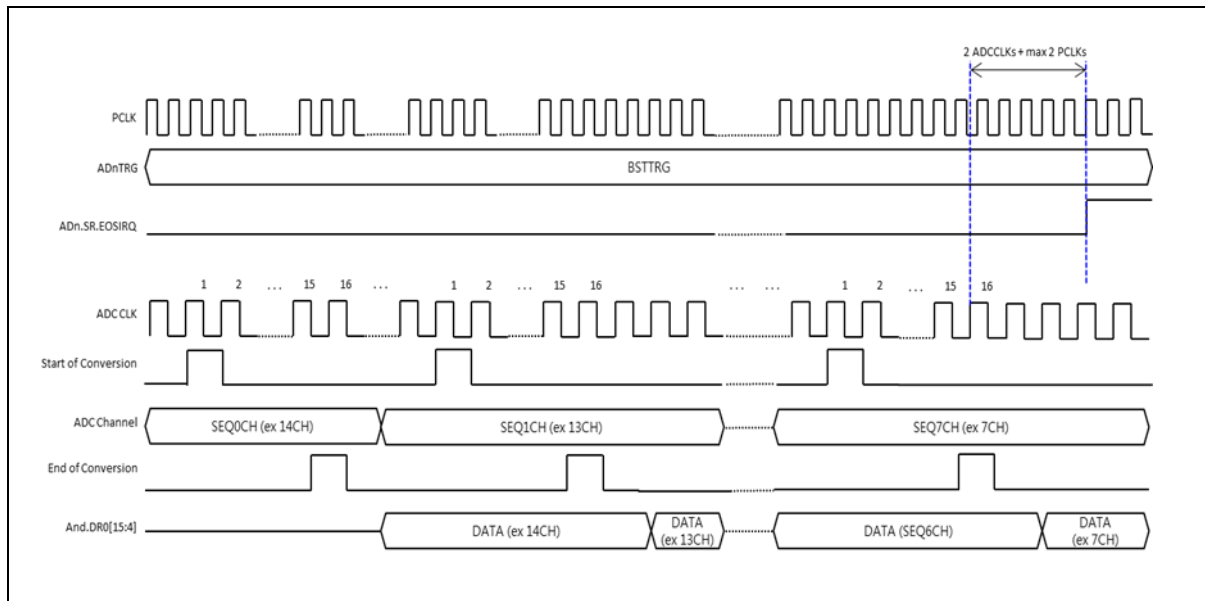 2 ADCCLKs + max 2 PCLKs
PCLK
ADnTRG BSTTRG
ADn.SR.EOSIRQ
1 2 ... 15 16 ... 1 2 ... 15 16 ... ... 1 2 ... 15 16
ADC CLK
Start of Conversion
ADC Channel SEQ0CH (ex 14CH) SEQ1CH (ex 13CH) SEQ7CH (ex 7CH)
End of Conversion
And.DR0[15:4] DATA (ex 14CH) DATA (ex 13CH) DATA (SEQ6CH) DATA (ex 7CH)